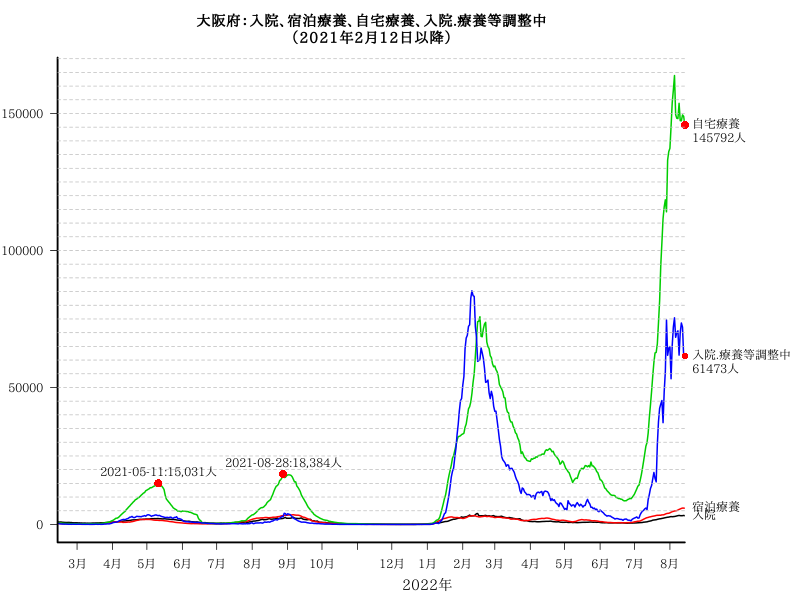 大阪府：入院、宿泊療養、自宅療養、入院.療養等調整中
（2021年2月12日以降）
150000
100000
50000
0
自宅療養
145792人
入院.療養等調整中
61473人
2021-05-11:15,031人
2021-08-28:18,384人
宿泊療養
入院
3月 4月 5月 6月 7月 8月 9月 10月 12月 1月 2月 3月 4月 5月 6月 7月 8月
2022年